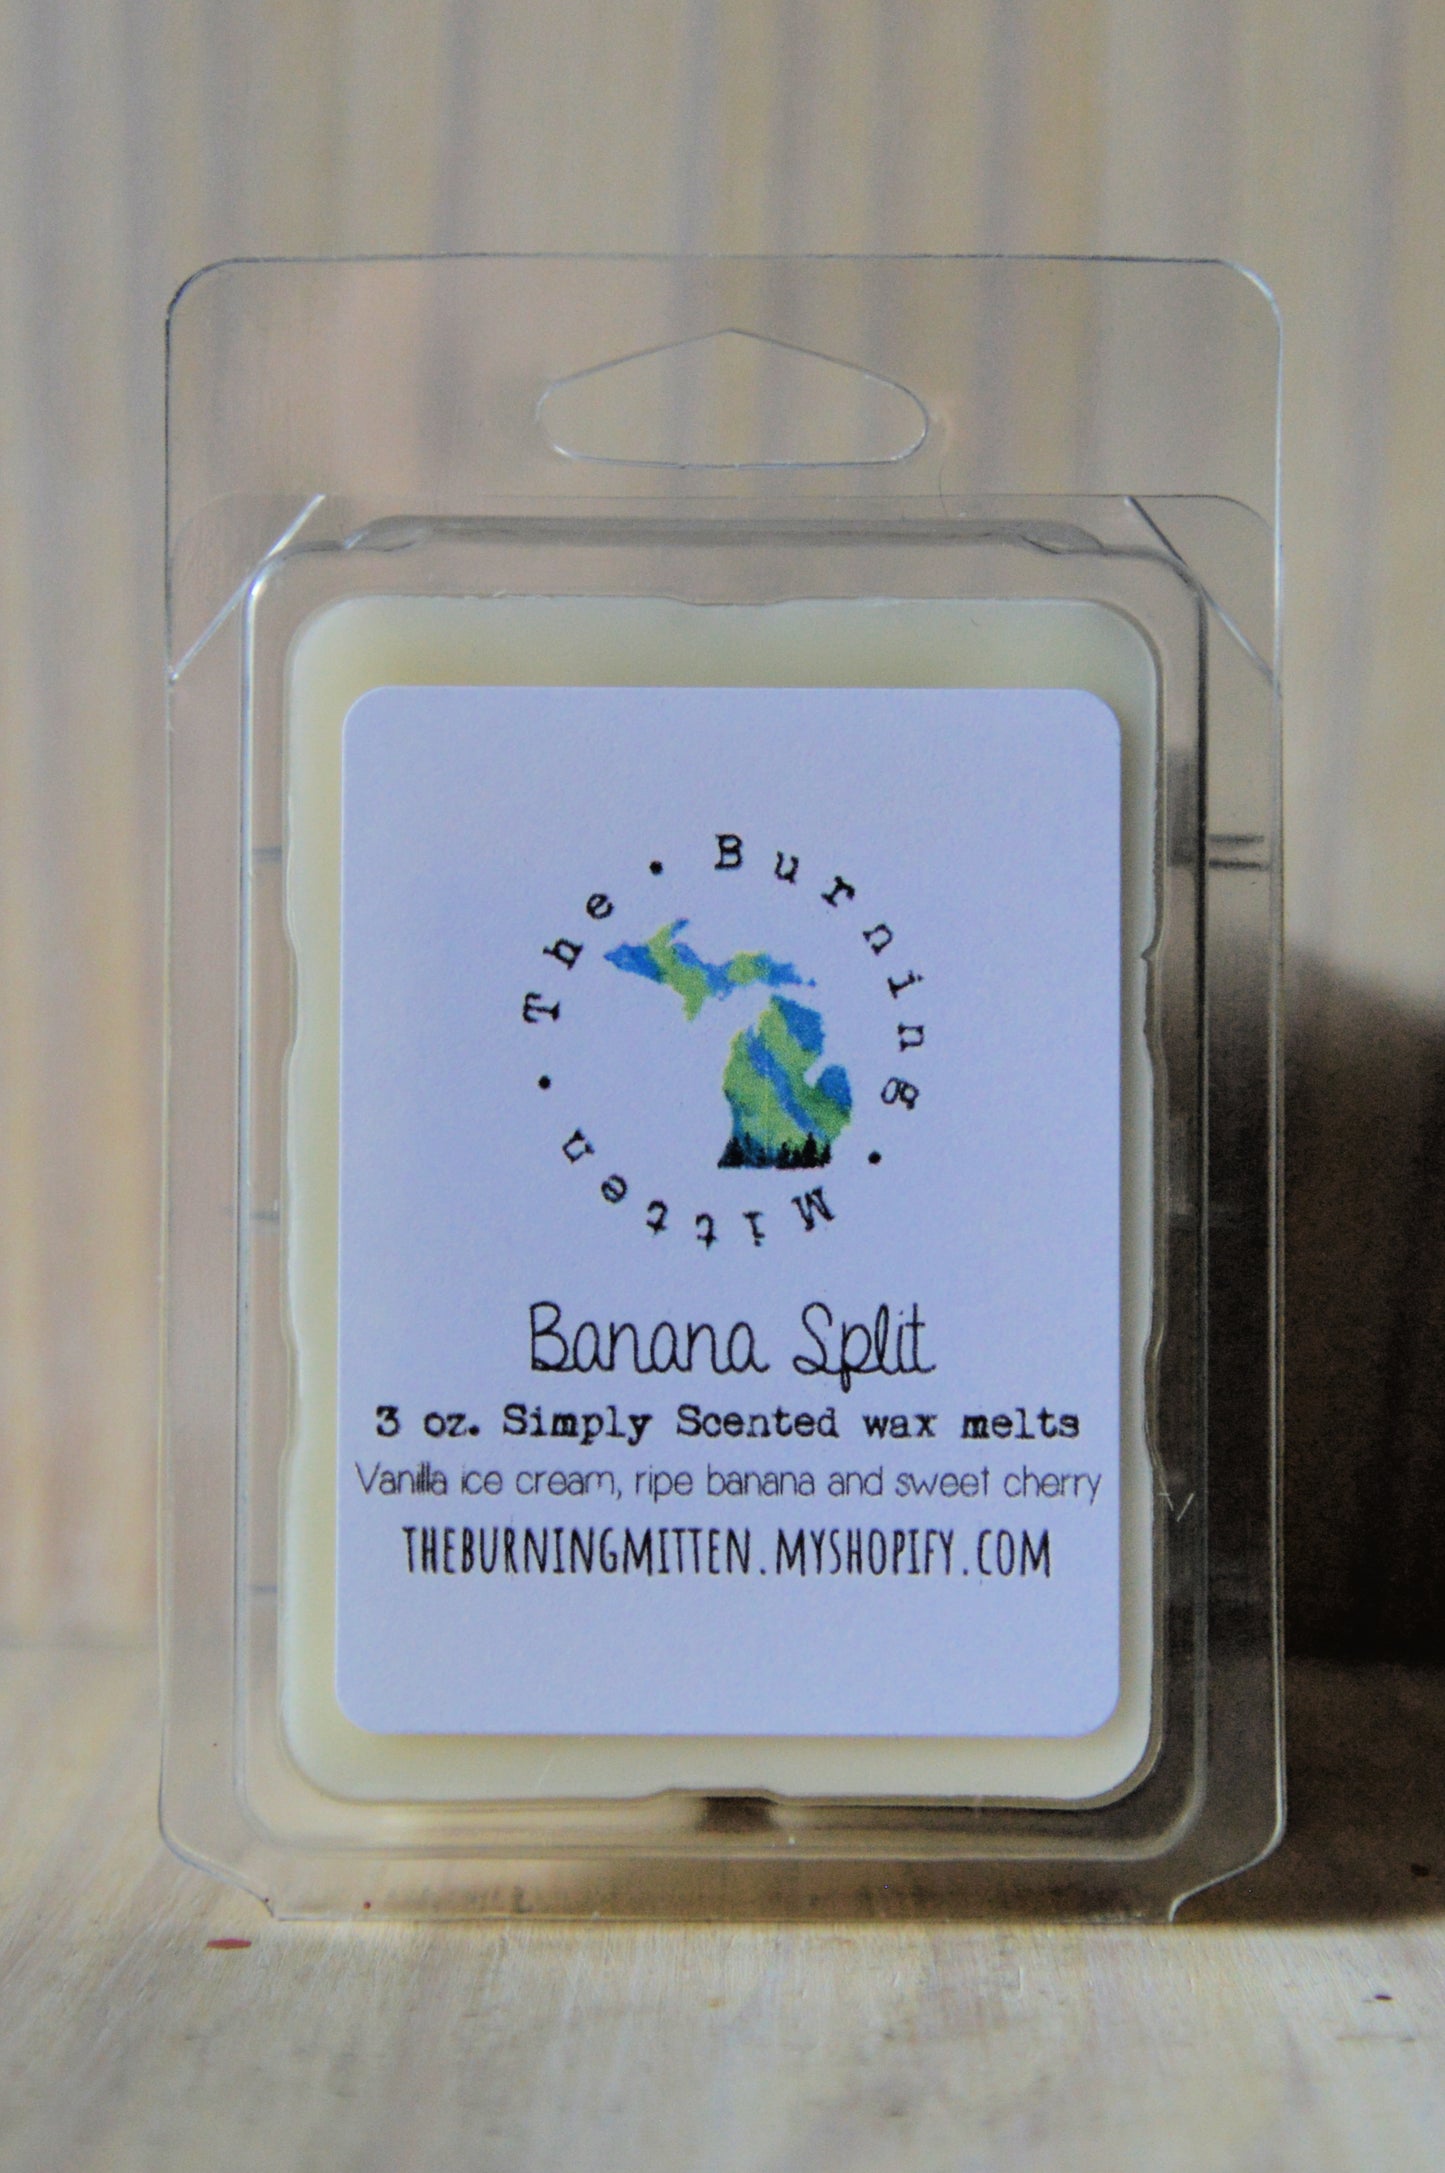 The • Burning • Mitten •
Banana Split
3 oz. Simply Scented wax melts
Vanilla ice cream, ripe banana and sweet cherry
THEBURNINGMITTEN.MYSHOPIFY.COM